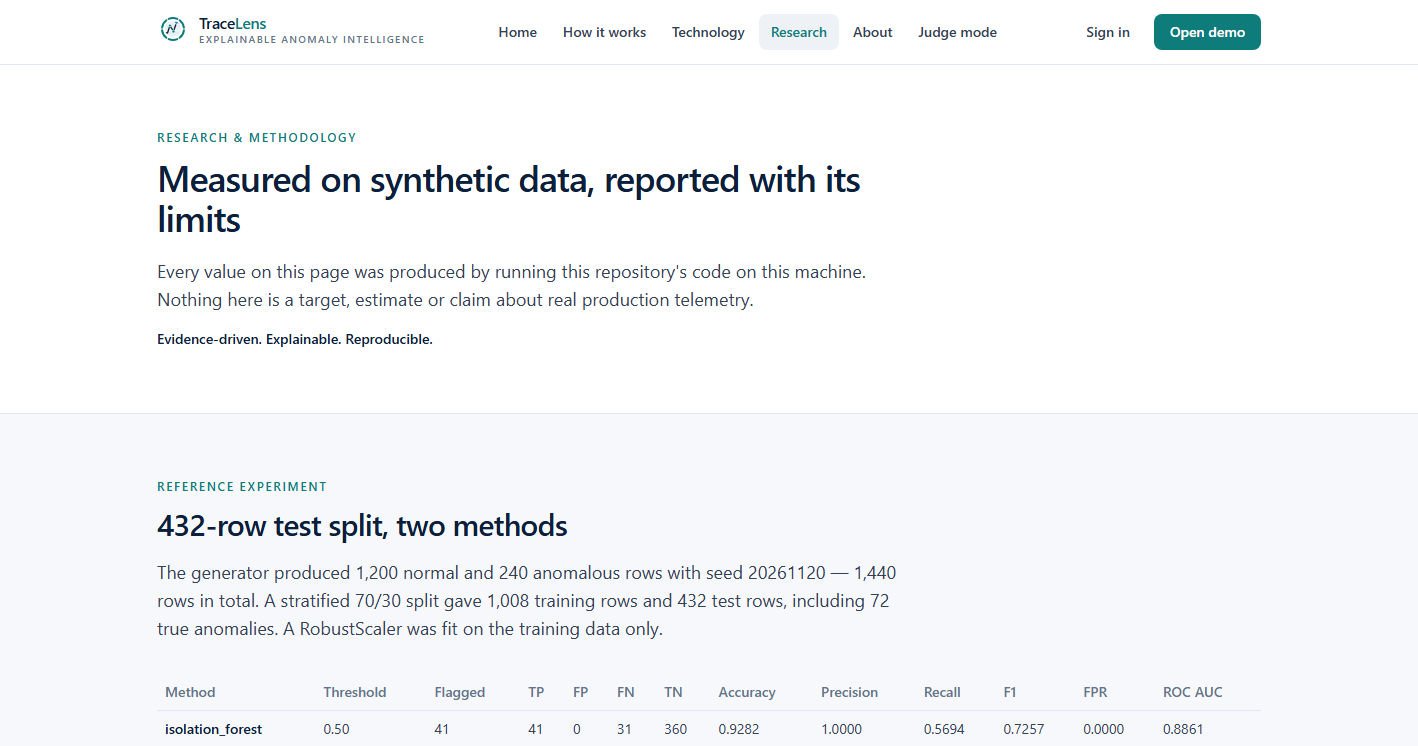 TraceLens
EXPLAINABLE ANOMALY INTELLIGENCE
Home How it works Technology Research About Judge mode Sign in Open demo
RESEARCH & METHODOLOGY
Measured on synthetic data, reported with its
limits
Every value on this page was produced by running this repository's code on this machine.
Nothing here is a target, estimate or claim about real production telemetry.
Evidence-driven. Explainable. Reproducible.
REFERENCE EXPERIMENT
432-row test split, two methods
The generator produced 1,200 normal and 240 anomalous rows with seed 20261120 — 1,440
rows in total. A stratified 70/30 split gave 1,008 training rows and 432 test rows, including 72
true anomalies. A RobustScaler was fit on the training data only.
Method Threshold Flagged TP FP FN TN Accuracy Precision Recall F1 FPR ROC AUC
isolation_forest 0.50 41 41 0 31 360 0.9282 1.0000 0.5694 0.7257 0.0000 0.8861